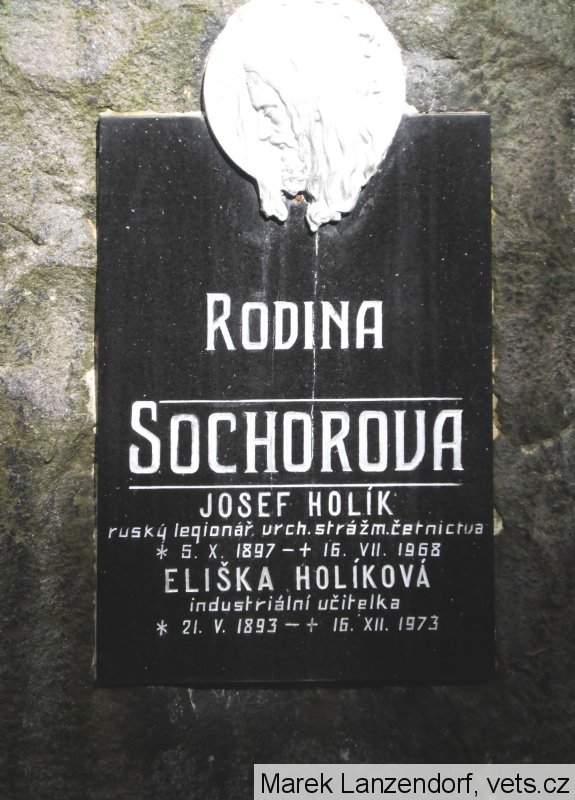 RODINA
SOCHOROVA
JOSEF HOLÍK
ruský legionář, vrch. strážm. četnictva
* 5. X. 1897 – + 16. VII. 1968
ELIŠKA HOLÍKOVÁ
industriální učitelka
* 21. V. 1893 – + 16. XII. 1973
Marek Lanzendorf, vets.cz